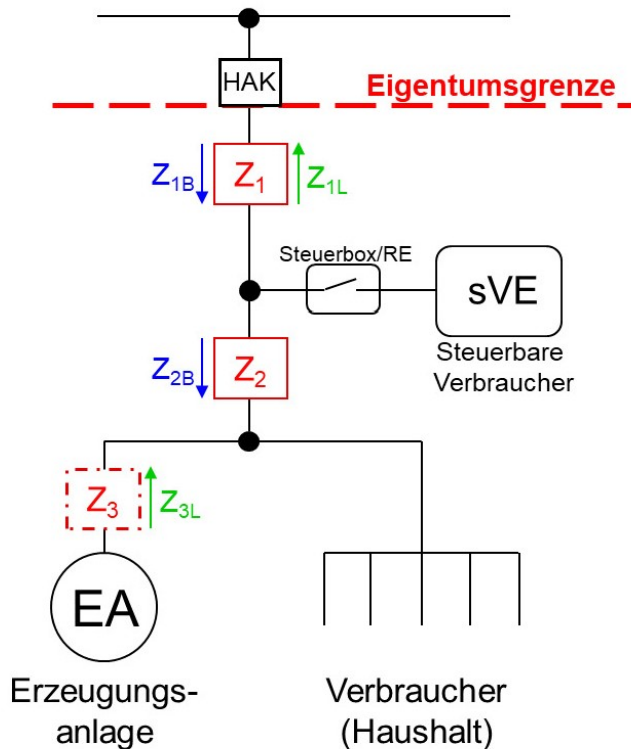 HAK
Eigentumsgrenze
Z1B
Z1
Z1L
Steuerbox/RE
sVE
Steuerbare
Verbraucher
Z2B
Z2
Z3
Z3L
EA
Erzeugungs-
anlage
Verbraucher
(Haushalt)